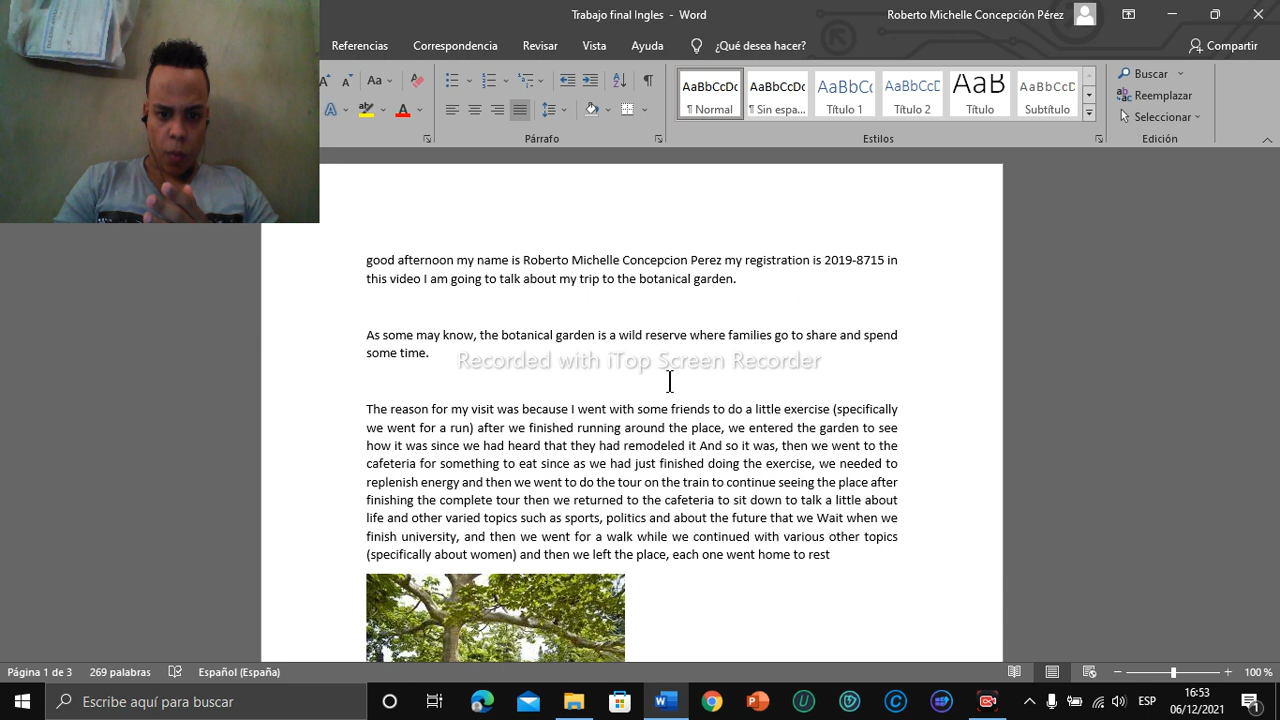 Trabajo final Ingles - Word
Roberto Michelle Concepción Pérez
Referencias Correspondencia Revisar Vista Ayuda ¿Qué desea hacer? Compartir
Aa
AaBbCcDc AaBbCcDc AaBbCc AaBbCcD AaB AaBbCcD
¶ Normal ¶ Sin espa... Título 1 Título 2 Título Subtítulo
Buscar
Reemplazar
Seleccionar
Párrafo Estilos Edición
good afternoon my name is Roberto Michelle Concepcion Perez my registration is 2019-8715 in
this video I am going to talk about my trip to the botanical garden.
As some may know, the botanical garden is a wild reserve where families go to share and spend
some time.
Recorded with iTop Screen Recorder
The reason for my visit was because I went with some friends to do a little exercise (specifically
we went for a run) after we finished running around the place, we entered the garden to see
how it was since we had heard that they had remodeled it And so it was, then we went to the
cafeteria for something to eat since as we had just finished doing the exercise, we needed to
replenish energy and then we went to do the tour on the train to continue seeing the place after
finishing the complete tour then we returned to the cafeteria to sit down to talk a little about
life and other varied topics such as sports, politics and about the future that we Wait when we
finish university, and then we went for a walk while we continued with various other topics
(specifically about women) and then we left the place, each one went home to rest
Página 1 de 3 269 palabras Español (España) 100 %
Escribe aquí para buscar
ESP
16:53
06/12/2021